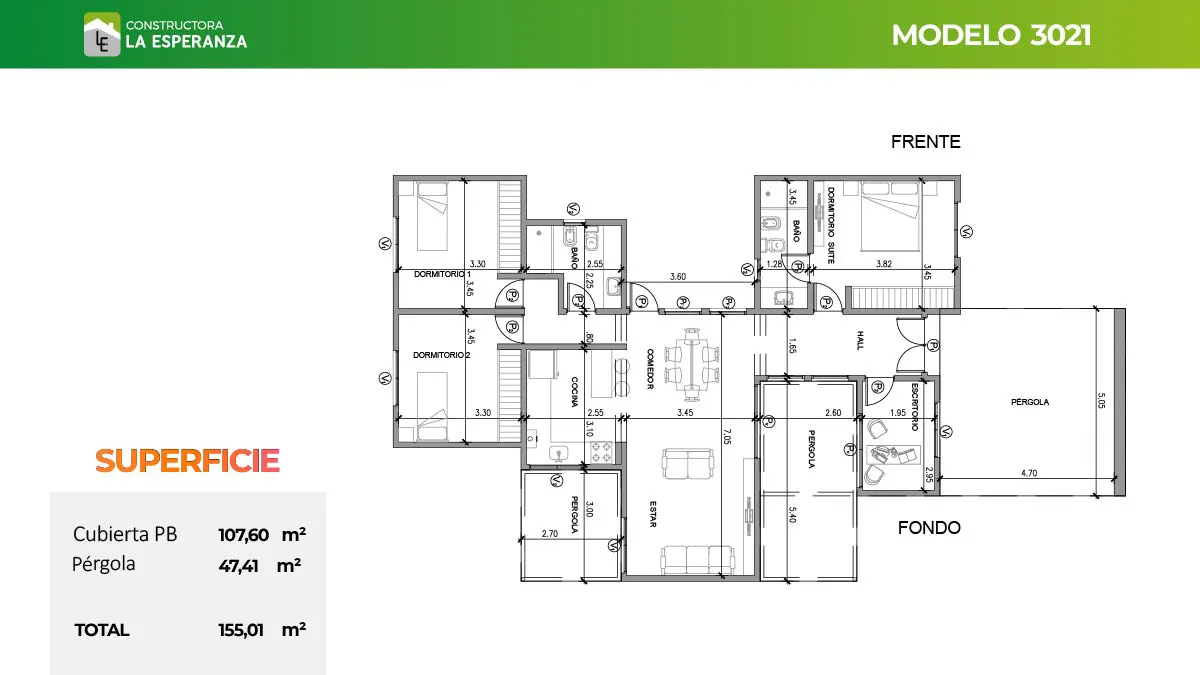 CONSTRUCTORA
LA ESPERANZA
LE
MODELO 3021
FRENTE
3.45
BAÑO
DORMITORIO SUITE
1.28
3.82
3.45
BAÑO
2.55
2.25
3.30
DORMITORIO 1
3.45
3.60
3.45
DORMITORIO 2
3.30
.80
COCINA
2.55
3.10
COMEDOR
3.45
7.05
ESTAR
1.65
HALL
2.60
PERGOLA
5.40
ESCRITORIO
1.95
2.95
PÉRGOLA
5.05
4.70
PERGOLA
3.00
2.70
FONDO
SUPERFICIE
Cubierta PB 107,60 m²
Pérgola 47,41 m²
TOTAL 155,01 m²